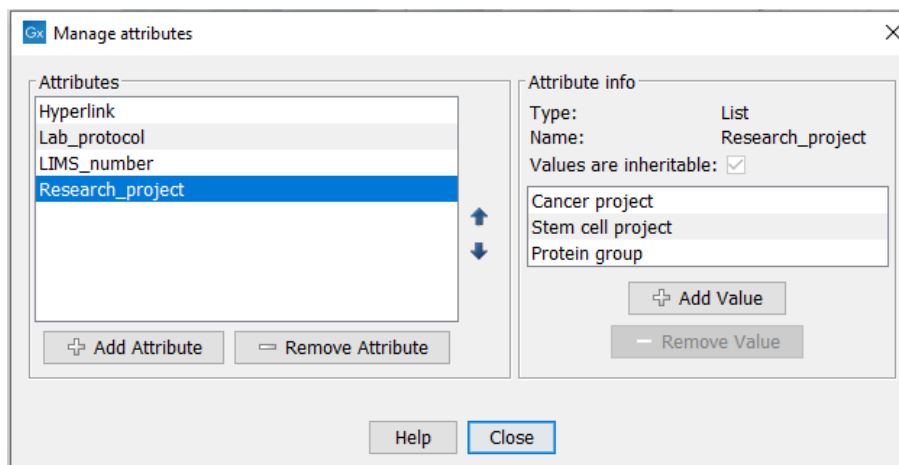 Gx Manage attributes
Attributes
Hyperlink
Lab_protocol
LIMS_number
Research_project
Add Attribute
Remove Attribute
Attribute info
Type: List
Name: Research_project
Values are inheritable:
Cancer project
Stem cell project
Protein group
Add Value
Remove Value
Help
Close